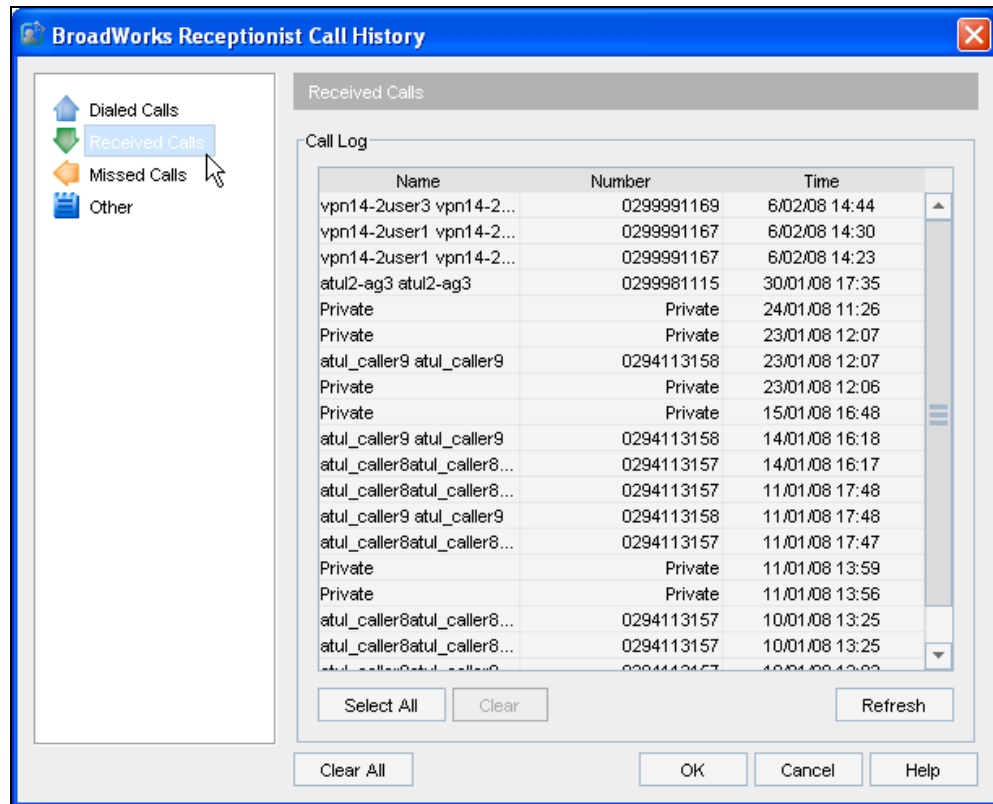 BroadWorks Receptionist Call History
Dialed Calls
Received Calls
Missed Calls
Other
Received Calls
Call Log
Name Number Time
vpn14-2user3 vpn14-2... 0299991169 6/02/08 14:44
vpn14-2user1 vpn14-2... 0299991167 6/02/08 14:30
vpn14-2user1 vpn14-2... 0299991167 6/02/08 14:23
atul2-ag3 atul2-ag3 0299981115 30/01/08 17:35
Private Private 24/01/08 11:26
Private Private 23/01/08 12:07
atul_caller9 atul_caller9 0294113158 23/01/08 12:07
Private Private 23/01/08 12:06
Private Private 15/01/08 16:48
atul_caller9 atul_caller9 0294113158 14/01/08 16:18
atul_caller8atul_caller8... 0294113157 14/01/08 16:17
atul_caller8atul_caller8... 0294113157 11/01/08 17:48
atul_caller9 atul_caller9 0294113158 11/01/08 17:48
atul_caller8atul_caller8... 0294113157 11/01/08 17:47
Private Private 11/01/08 13:59
Private Private 11/01/08 13:56
atul_caller8atul_caller8... 0294113157 10/01/08 13:25
atul_caller8atul_caller8... 0294113157 10/01/08 13:25
Select All Clear Refresh
Clear All OK Cancel Help